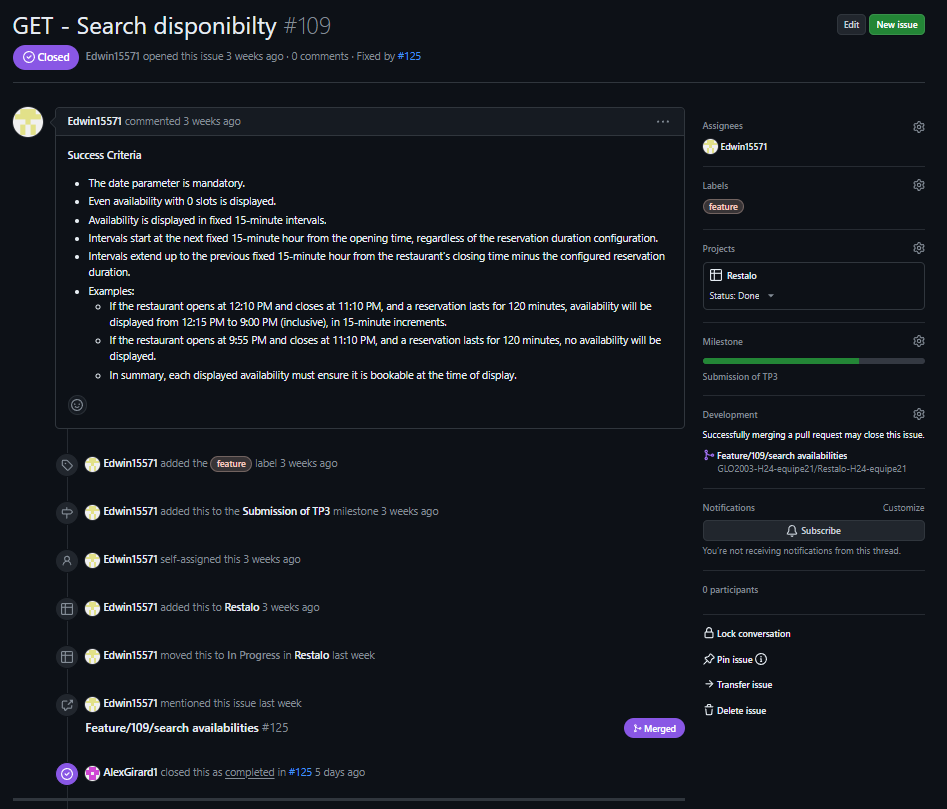 GET - Search disponibilty #109
Edit
New issue
Closed
Edwin15571 opened this issue 3 weeks ago · 0 comments · Fixed by #125
Edwin15571 commented 3 weeks ago
Success Criteria
• The date parameter is mandatory.
• Even availability with 0 slots is displayed.
• Availability is displayed in fixed 15-minute intervals.
• Intervals start at the next fixed 15-minute hour from the opening time, regardless of the reservation duration configuration.
• Intervals extend up to the previous fixed 15-minute hour from the restaurant's closing time minus the configured reservation
duration.
• Examples:
◦ If the restaurant opens at 12:10 PM and closes at 11:10 PM, and a reservation lasts for 120 minutes, availability will be
displayed from 12:15 PM to 9:00 PM (inclusive), in 15-minute increments.
◦ If the restaurant opens at 9:55 PM and closes at 11:10 PM, and a reservation lasts for 120 minutes, no availability will be
displayed.
◦ In summary, each displayed availability must ensure it is bookable at the time of display.
Edwin15571 added the feature label 3 weeks ago
Edwin15571 added this to the Submission of TP3 milestone 3 weeks ago
Edwin15571 self-assigned this 3 weeks ago
Edwin15571 added this to Restalo 3 weeks ago
Edwin15571 moved this to In Progress in Restalo last week
Edwin15571 mentioned this issue last week
Feature/109/search availabilities #125
Merged
AlexGirard1 closed this as completed in #125 5 days ago
Assignees
Edwin15571
Labels
feature
Projects
Restalo
Status: Done
Milestone
Submission of TP3
Development
Successfully merging a pull request may close this issue.
Feature/109/search availabilities
GLO2003-H24-equipe21/Restalo-H24-equipe21
Notifications
Customize
Subscribe
You're not receiving notifications from this thread.
0 participants
Lock conversation
Pin issue
Transfer issue
Delete issue